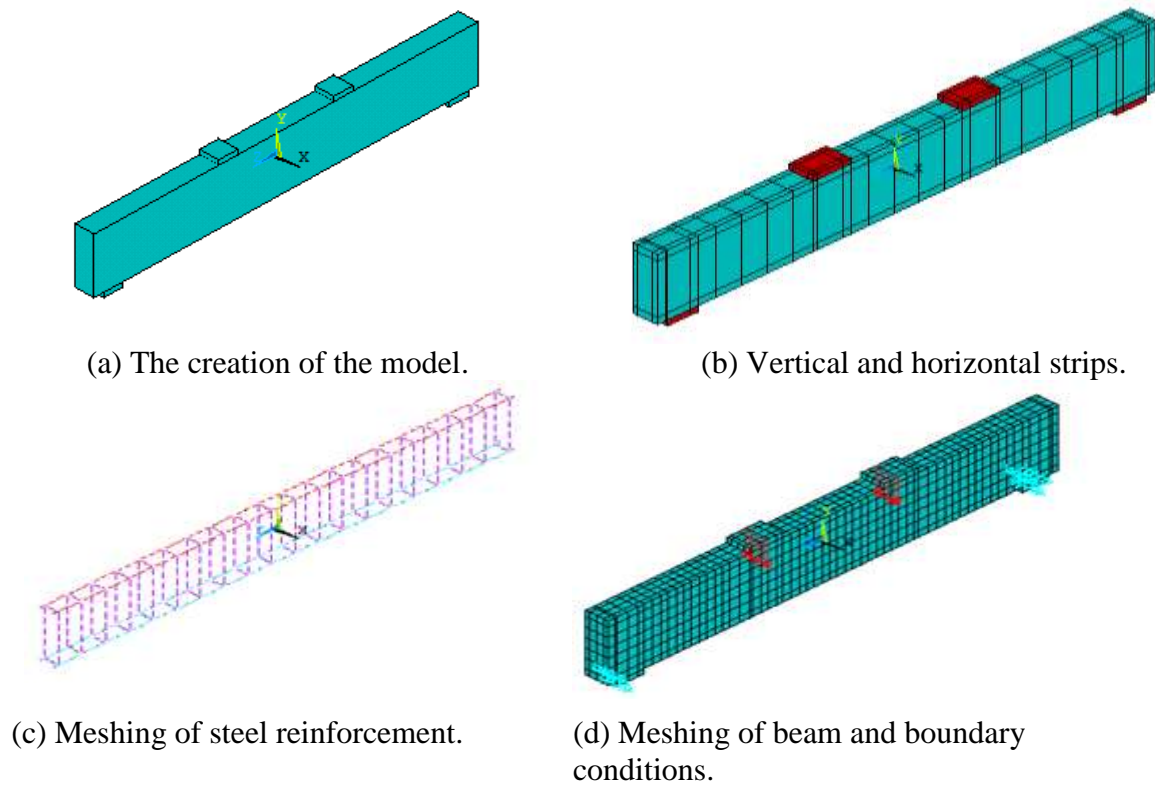 Y
X
Y
X
(a) The creation of the model.
(b) Vertical and horizontal strips.
X
(c) Meshing of steel reinforcement.
(d) Meshing of beam and boundary
conditions.